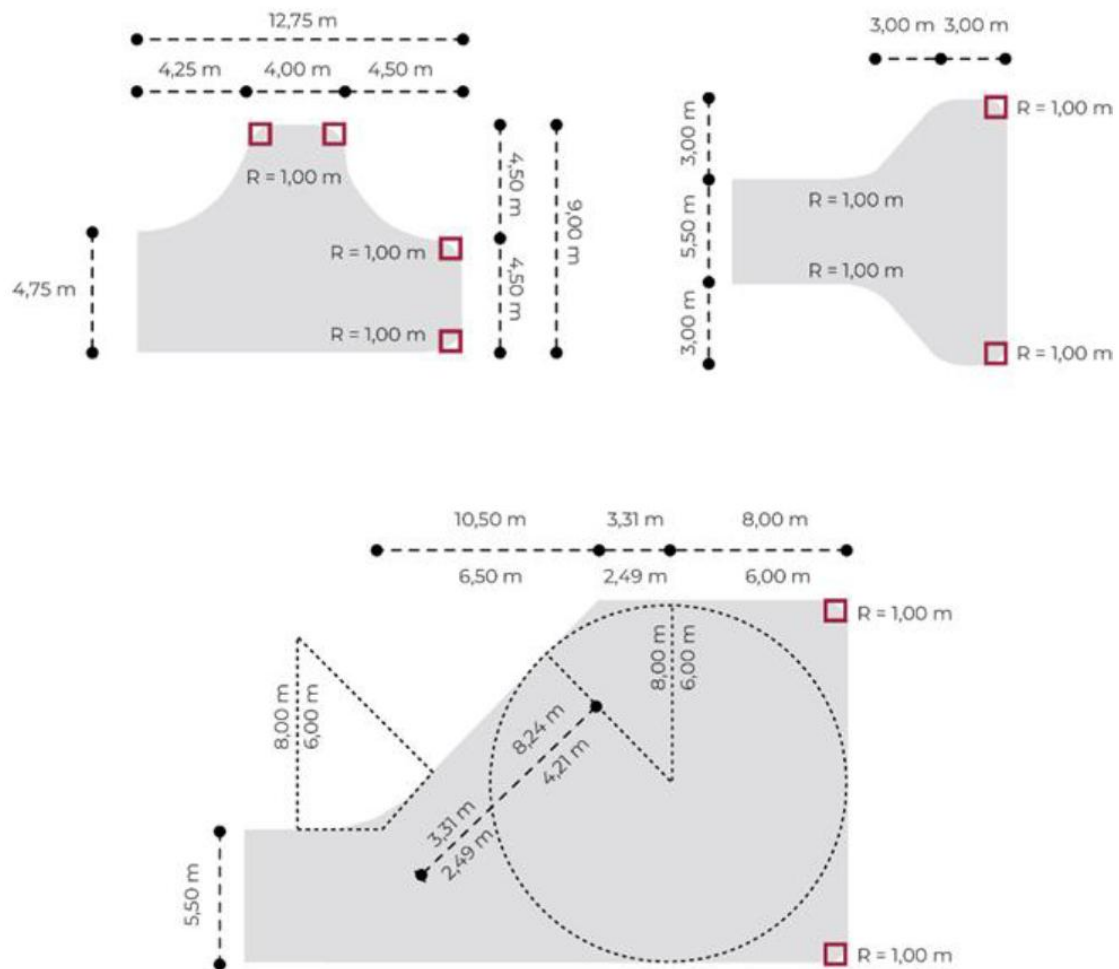 12,75 m
4,25 m
4,00 m
4,50 m
R = 1,00 m
4,50 m
9,00 m
R = 1,00 m
4,50 m
4,75 m
R = 1,00 m
3,00 m
3,00 m
R = 1,00 m
3,00 m
R = 1,00 m
5,50 m
R = 1,00 m
3,00 m
R = 1,00 m
10,50 m
3,31 m
8,00 m
6,50 m
2,49 m
6,00 m
R = 1,00 m
8,00 m
6,00 m
8,00 m
6,00 m
8,24 m
4,21 m
3,31 m
2,49 m
5,50 m
R = 1,00 m